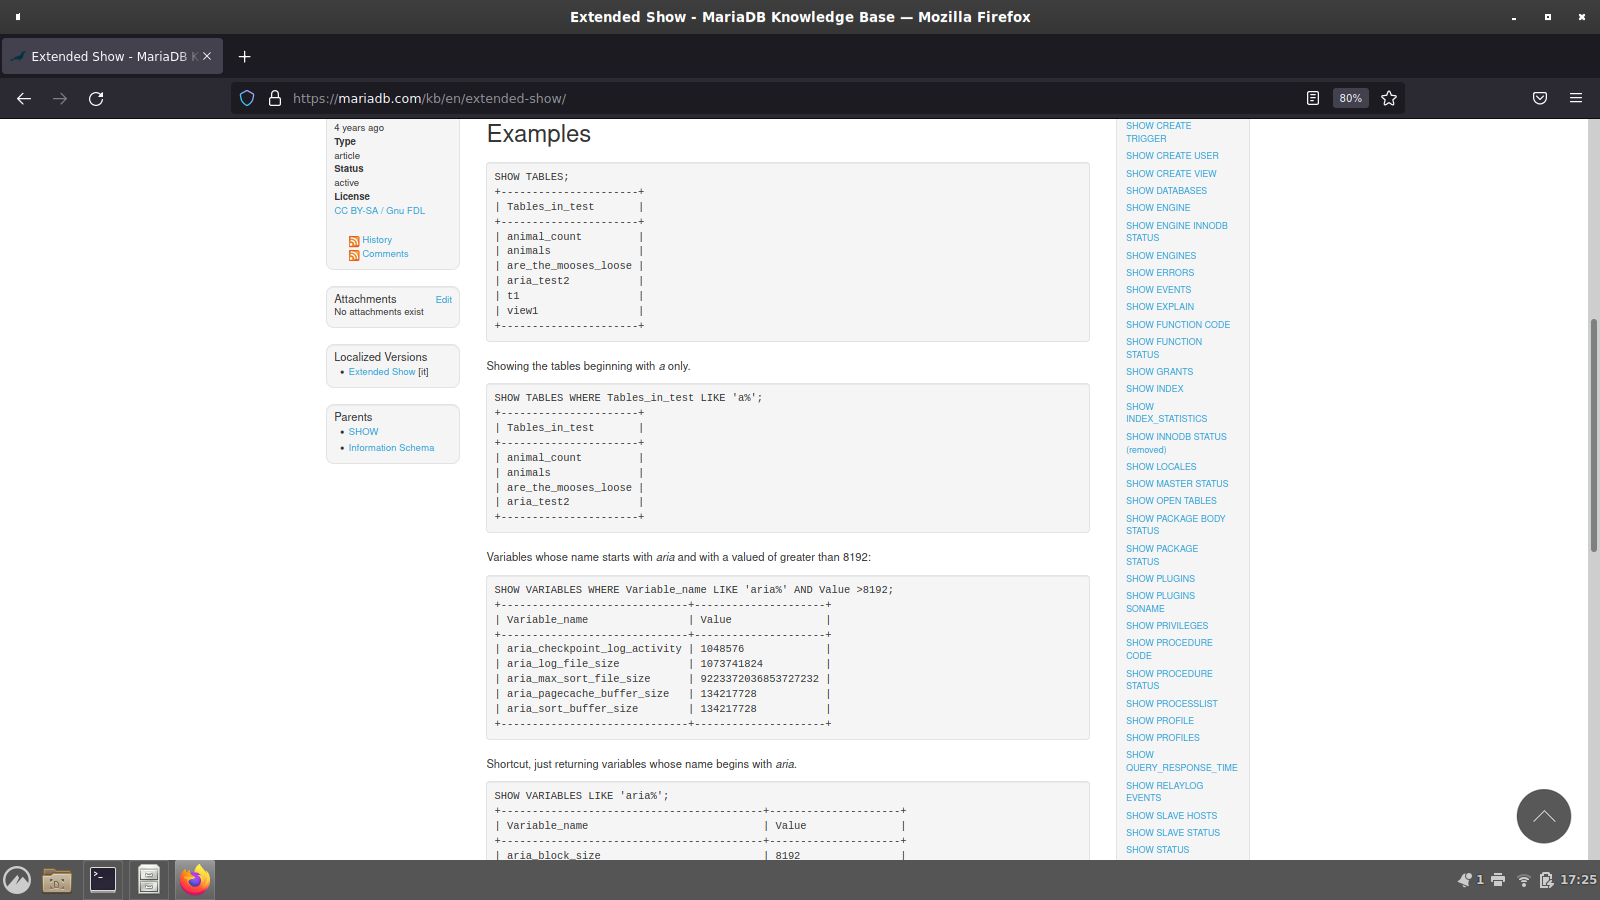 Extended Show - MariaDB Knowledge Base — Mozilla Firefox
Extended Show - MariaDB K
https://mariadb.com/kb/en/extended-show/
80%
4 years ago
Type
article
Status
active
License
CC BY-SA / Gnu FDL
History
Comments
Attachments
Edit
No attachments exist
Localized Versions
• Extended Show [it]
Parents
• SHOW
• Information Schema
Examples
SHOW TABLES;
+----------------------+
| Tables_in_test       |
+----------------------+
| animal_count         |
| animals              |
| are_the_mooses_loose |
| aria_test2           |
| t1                   |
| view1                |
+----------------------+
Showing the tables beginning with a only.
SHOW TABLES WHERE Tables_in_test LIKE 'a%';
+----------------------+
| Tables_in_test       |
+----------------------+
| animal_count         |
| animals              |
| are_the_mooses_loose |
| aria_test2           |
+----------------------+
Variables whose name starts with aria and with a valued of greater than 8192:
SHOW VARIABLES WHERE Variable_name LIKE 'aria%' AND Value >8192;
+------------------------------+---------------------+
| Variable_name                | Value               |
+------------------------------+---------------------+
| aria_checkpoint_log_activity | 1048576             |
| aria_log_file_size           | 1073741824          |
| aria_max_sort_file_size      | 9223372036853727232 |
| aria_pagecache_buffer_size   | 134217728           |
| aria_sort_buffer_size        | 134217728           |
+------------------------------+---------------------+
Shortcut, just returning variables whose name begins with aria.
SHOW VARIABLES LIKE 'aria%';
+------------------------------------------+---------------------+
| Variable_name                            | Value               |
+------------------------------------------+---------------------+
| aria_block_size                          | 8192                |
SHOW CREATE
TRIGGER
SHOW CREATE USER
SHOW CREATE VIEW
SHOW DATABASES
SHOW ENGINE
SHOW ENGINE INNODB
STATUS
SHOW ENGINES
SHOW ERRORS
SHOW EVENTS
SHOW EXPLAIN
SHOW FUNCTION CODE
SHOW FUNCTION
STATUS
SHOW GRANTS
SHOW INDEX
SHOW
INDEX_STATISTICS
SHOW INNODB STATUS
(removed)
SHOW LOCALES
SHOW MASTER STATUS
SHOW OPEN TABLES
SHOW PACKAGE BODY
STATUS
SHOW PACKAGE
STATUS
SHOW PLUGINS
SHOW PLUGINS
SONAME
SHOW PRIVILEGES
SHOW PROCEDURE
CODE
SHOW PROCEDURE
STATUS
SHOW PROCESSLIST
SHOW PROFILE
SHOW PROFILES
SHOW
QUERY_RESPONSE_TIME
SHOW RELAYLOG
EVENTS
SHOW SLAVE HOSTS
SHOW SLAVE STATUS
SHOW STATUS
1
17:25